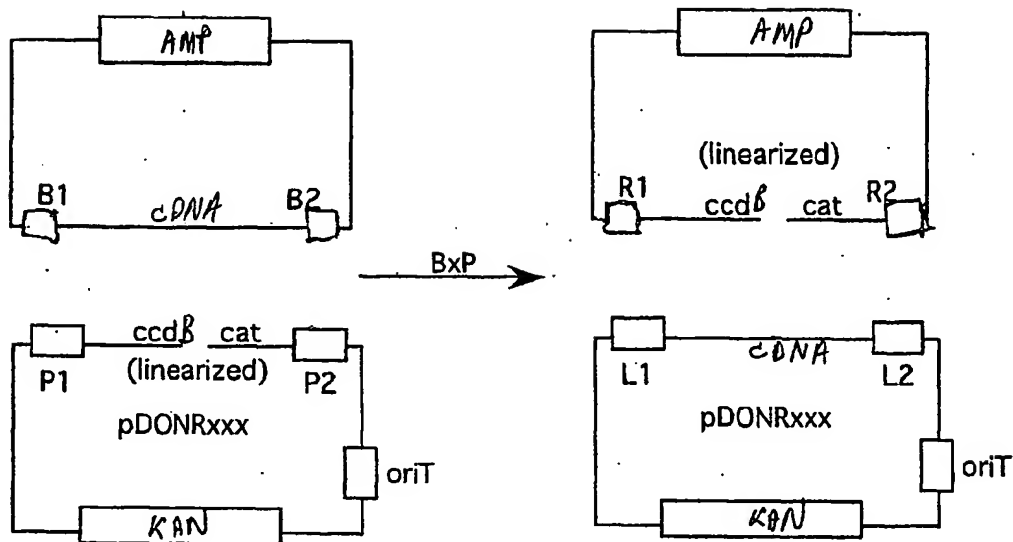 AMP
B1
cDNA
B2
BxP
AMP
(linearized)
R1
ccdB
cat
R2
P1
ccdB
cat
P2
(linearized)
pDONRxxx
oriT
KAN
L1
cDNA
L2
pDONRxxx
oriT
KAN